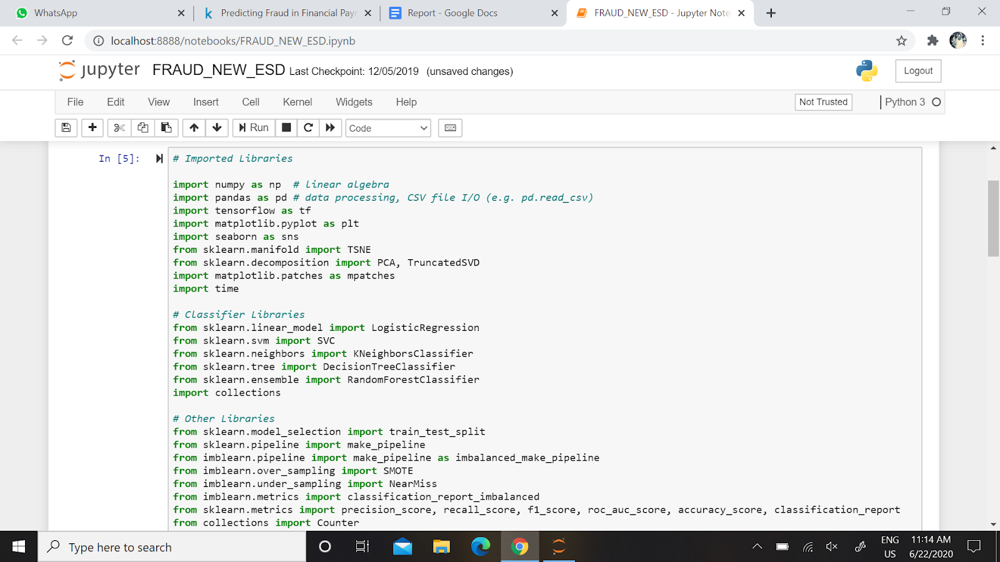 WhatsApp
Predicting Fraud in Financial Payr
Report - Google Docs
FRAUD_NEW_ESD - Jupyter Note
localhost:8888/notebooks/FRAUD_NEW_ESD.ipynb
jupyter FRAUD_NEW_ESD Last Checkpoint: 12/05/2019 (unsaved changes)
Logout
File Edit View Insert Cell Kernel Widgets Help
Not Trusted
Python 3
Run
Code
In [5]:
# Imported Libraries
import numpy as np # linear algebra
import pandas as pd # data processing, CSV file I/O (e.g. pd.read_csv)
import tensorflow as tf
import matplotlib.pyplot as plt
import seaborn as sns
from sklearn.manifold import TSNE
from sklearn.decomposition import PCA, TruncatedSVD
import matplotlib.patches as mpatches
import time
# Classifier Libraries
from sklearn.linear_model import LogisticRegression
from sklearn.svm import SVC
from sklearn.neighbors import KNeighborsClassifier
from sklearn.tree import DecisionTreeClassifier
from sklearn.ensemble import RandomForestClassifier
import collections
# Other Libraries
from sklearn.model_selection import train_test_split
from sklearn.pipeline import make_pipeline
from imblearn.pipeline import make_pipeline as imbalanced_make_pipeline
from imblearn.over_sampling import SMOTE
from imblearn.under_sampling import NearMiss
from imblearn.metrics import classification_report_imbalanced
from sklearn.metrics import precision_score, recall_score, f1_score, roc_auc_score, accuracy_score, classification_report
from collections import Counter
Type here to search
ENG
US
11:14 AM
6/22/2020